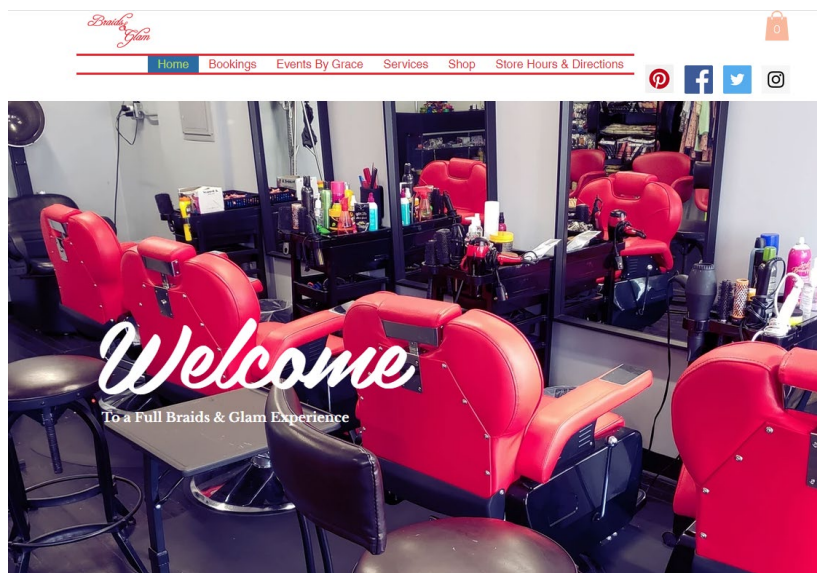 Braids
&
Glam
0
Home Bookings Events By Grace Services Shop Store Hours & Directions
Welcome
To a Full Braids & Glam Experience